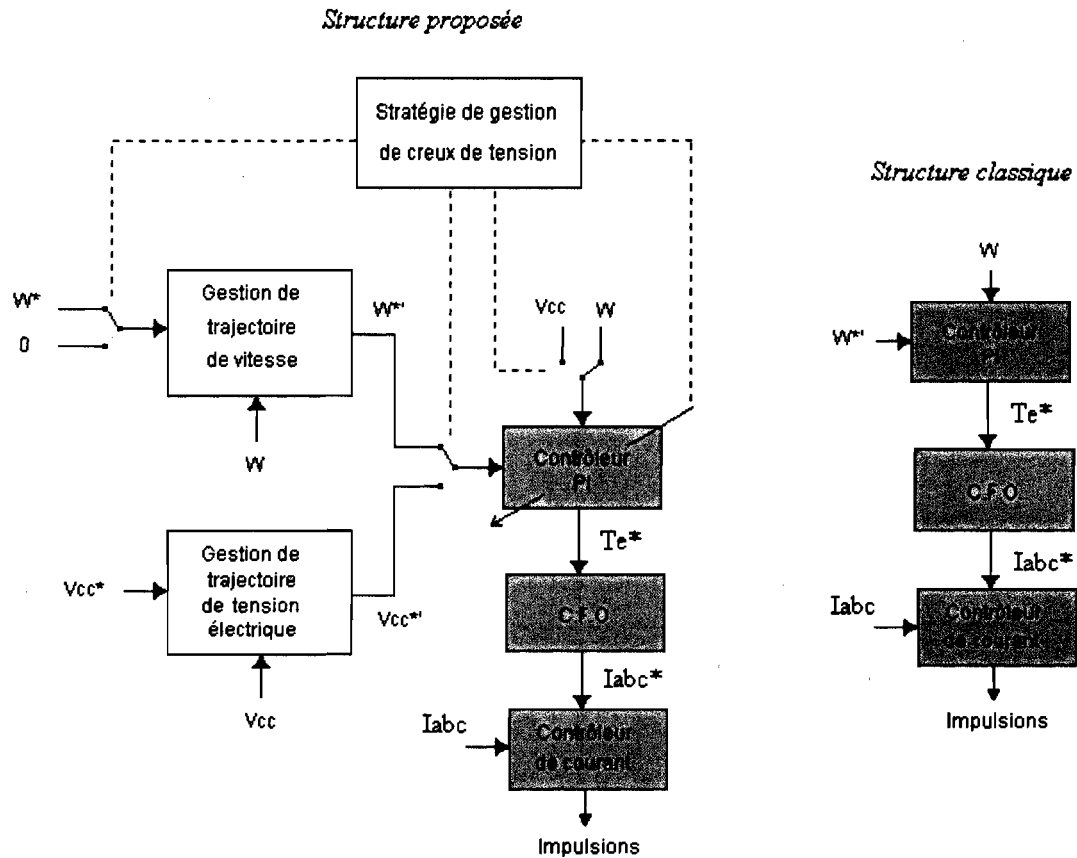 Structure proposée
Stratégie de gestion
de creux de tension
Structure classique
W*
0
Gestion de
trajectoire
de vitesse
W*'
W
Vcc
W
Contrôleur
PI
Te*
Vcc*
Gestion de
trajectoire
de tension
électrique
Vcc*'
Vcc
C.F.O
Iabc*
Iabc
Contrôleur
de courant
Impulsions
W
W*'
Contrôleur
PI
Te*
C.F.O
Iabc*
Iabc
Contrôleur
de courant
Impulsions